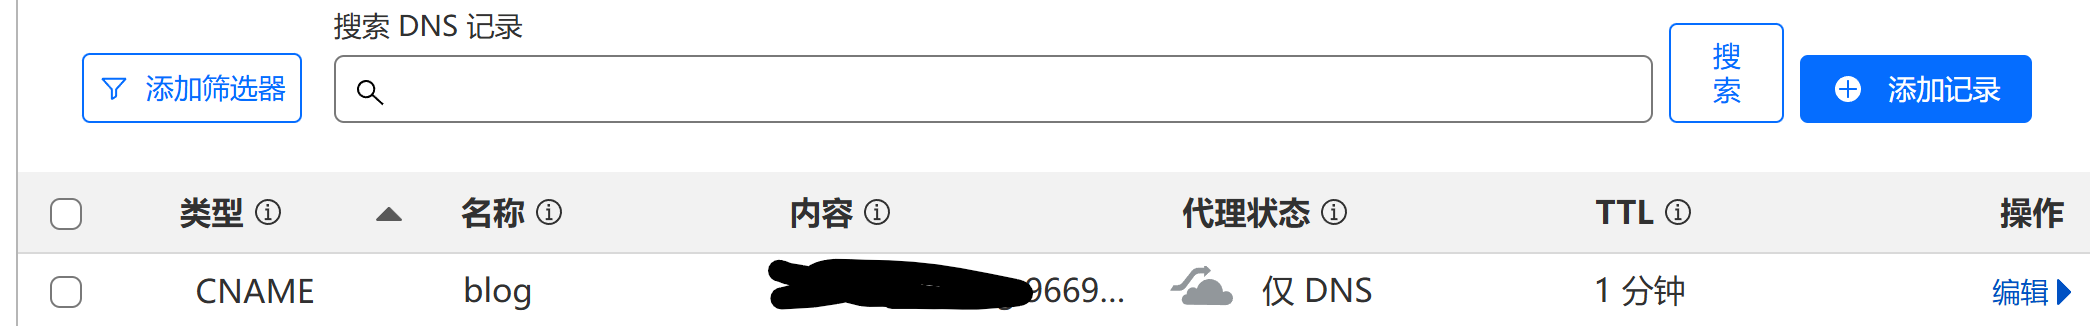 搜索 DNS 记录
添加筛选器
搜索
添加记录
类型 名称 内容 代理状态 TTL 操作
CNAME blog 9669... 仅 DNS 1 分钟 编辑